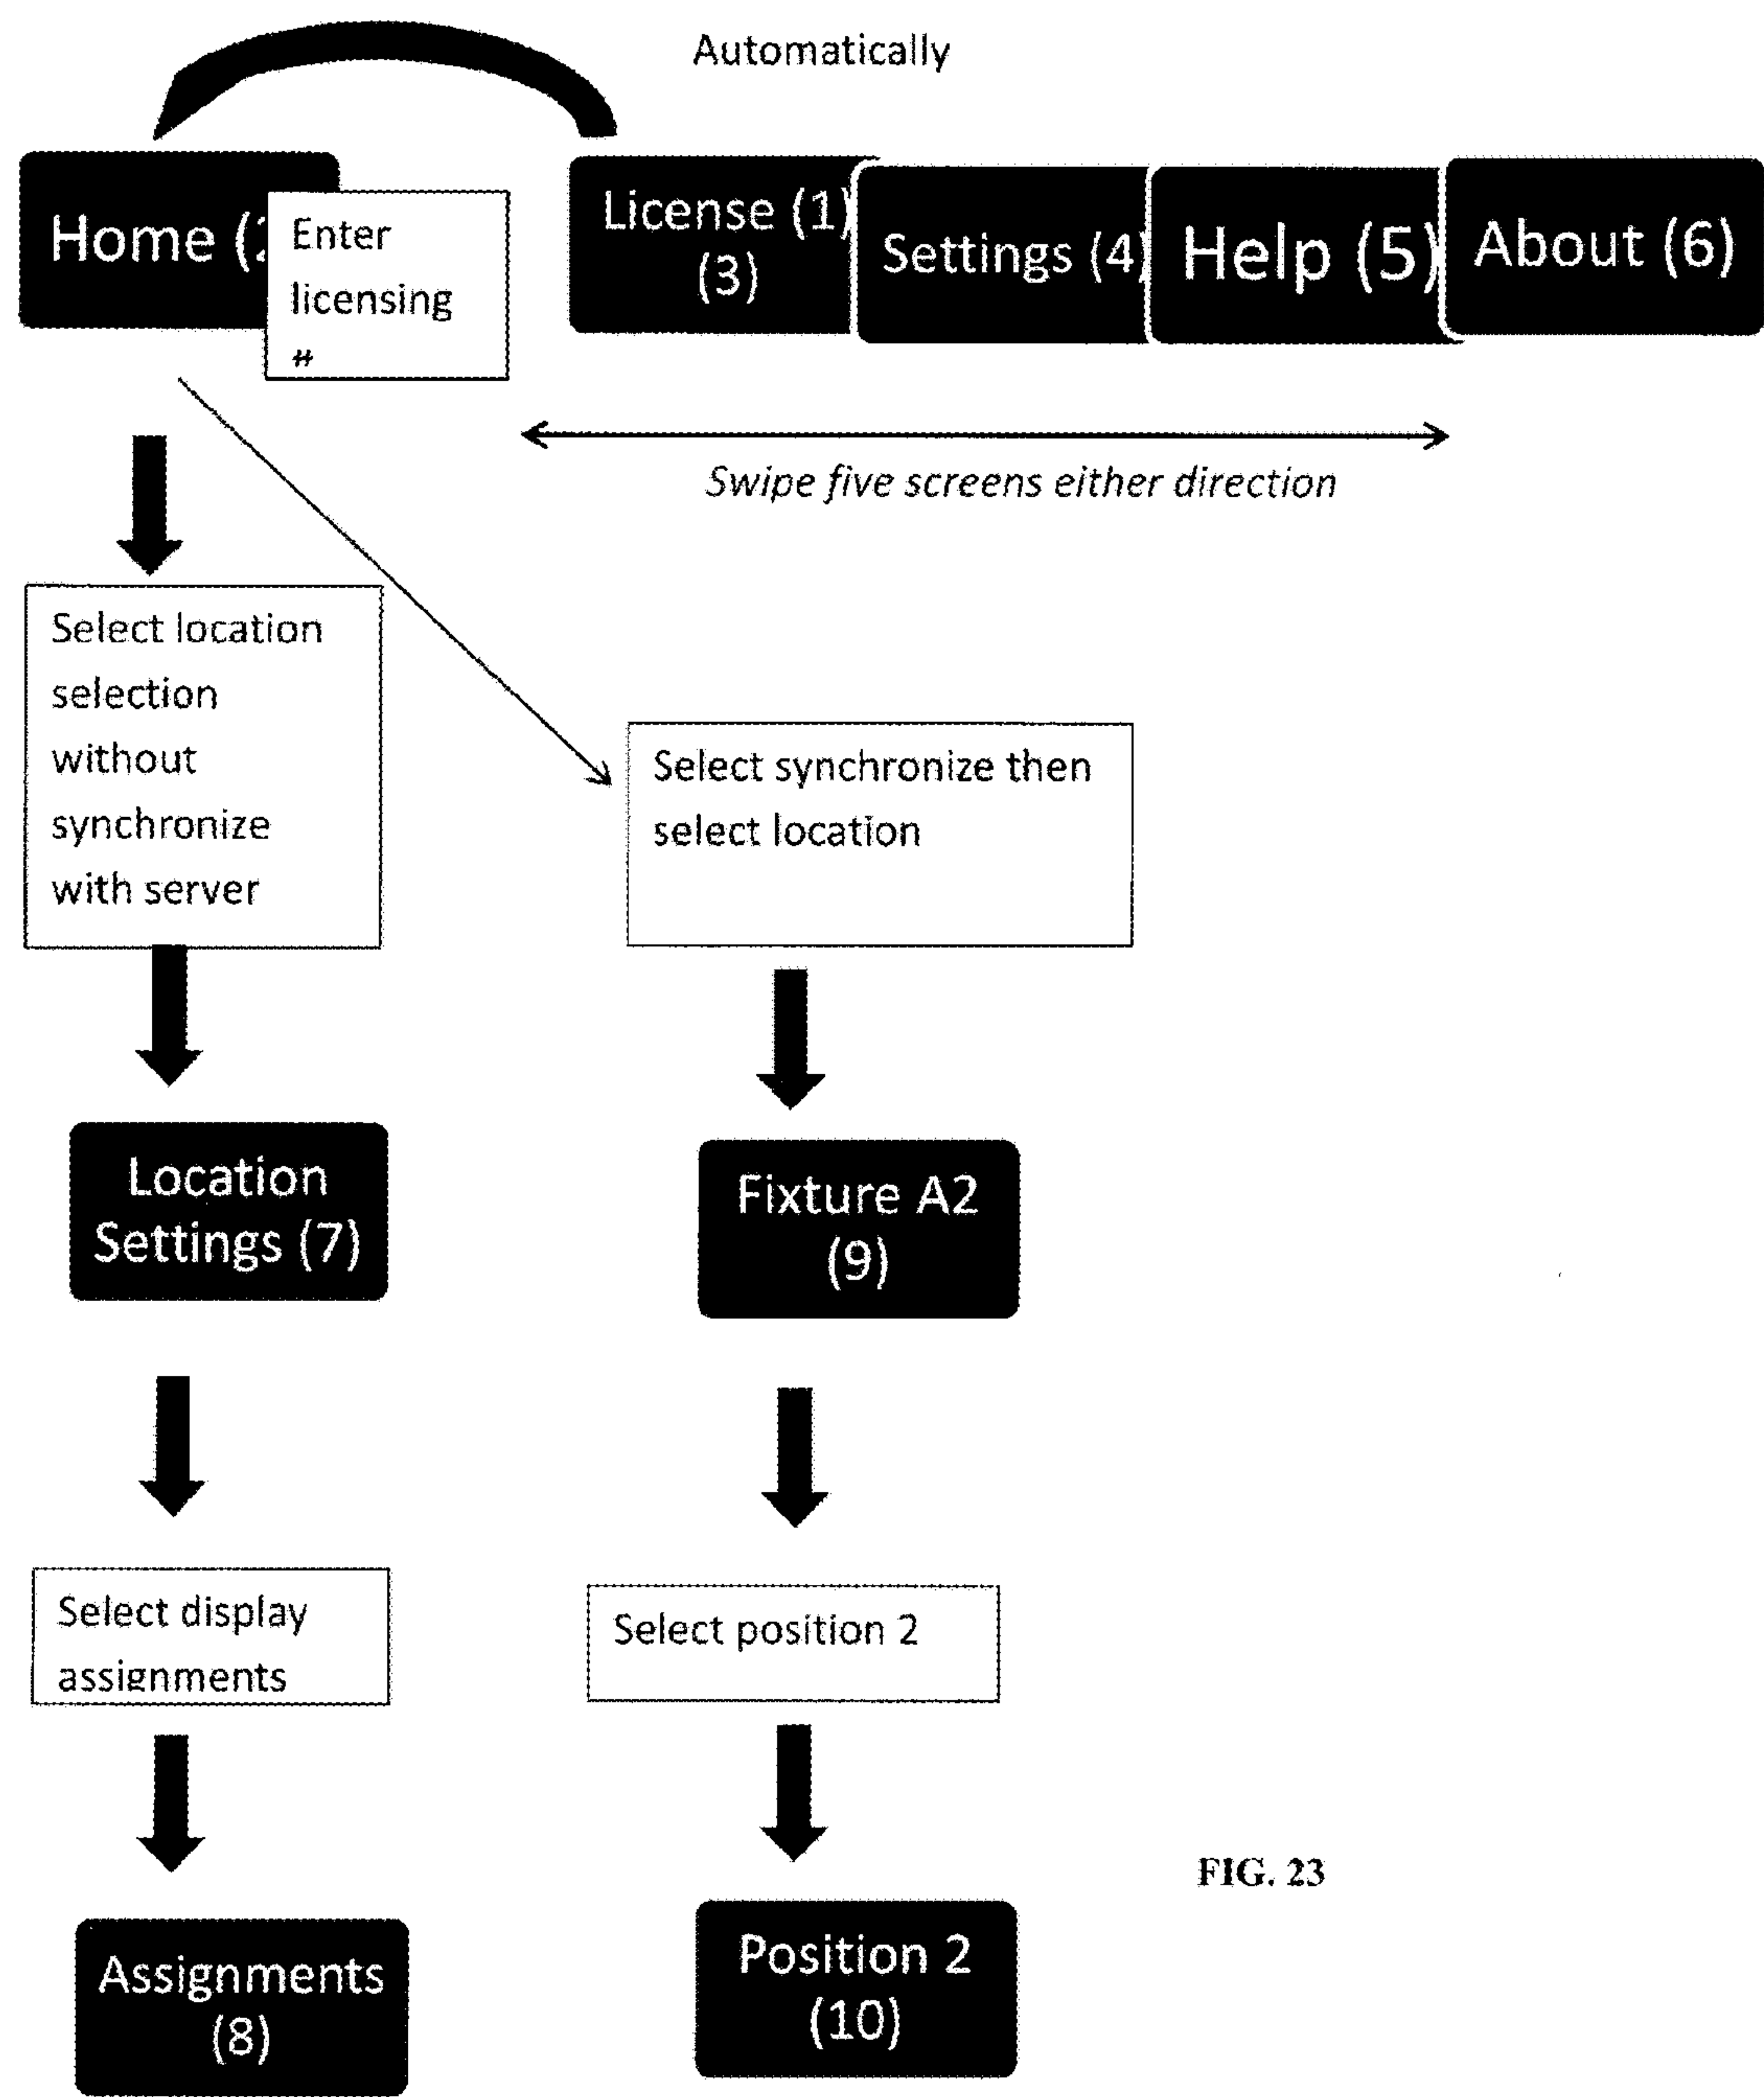 Automatically
Home (
Enter
licensing
#
License (1)
(3)
Settings (4)
Help (5)
About (6)
Swipe five screens either direction
Select location
selection
without
synchronize
with server
Select synchronize then
select location
Location
Settings (7)
Fixture A2
(9)
Select display
assignments
Select position 2
FIG. 23
Assignments
(8)
Position 2
(10)